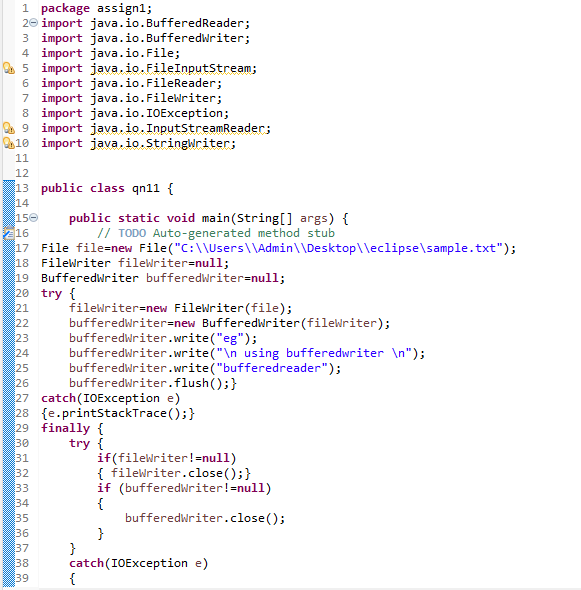 1 package assign1;
2 import java.io.BufferedReader;
3 import java.io.BufferedWriter;
4 import java.io.File;
5 import java.io.FileInputStream;
6 import java.io.FileReader;
7 import java.io.FileWriter;
8 import java.io.IOException;
9 import java.io.InputStreamReader;
10 import java.io.StringWriter;
11
12
13 public class qn11 {
14
15     public static void main(String[] args) {
16         // TODO Auto-generated method stub
17 File file=new File("C:\\Users\\Admin\\Desktop\\eclipse\sample.txt");
18 FileWriter fileWriter=null;
19 BufferedWriter bufferedWriter=null;
20 try {
21     fileWriter=new FileWriter(file);
22     bufferedWriter=new BufferedWriter(fileWriter);
23     bufferedWriter.write("eg");
24     bufferedWriter.write("\n using bufferedwriter \n");
25     bufferedWriter.write("bufferedreader");
26     bufferedWriter.flush();}
27 catch(IOException e)
28 {e.printStackTrace();}
29 finally {
30     try {
31         if(fileWriter!=null)
32         { fileWriter.close();}
33         if (bufferedWriter!=null)
34         {
35             bufferedWriter.close();
36         }
37     }
38     catch(IOException e)
39     {